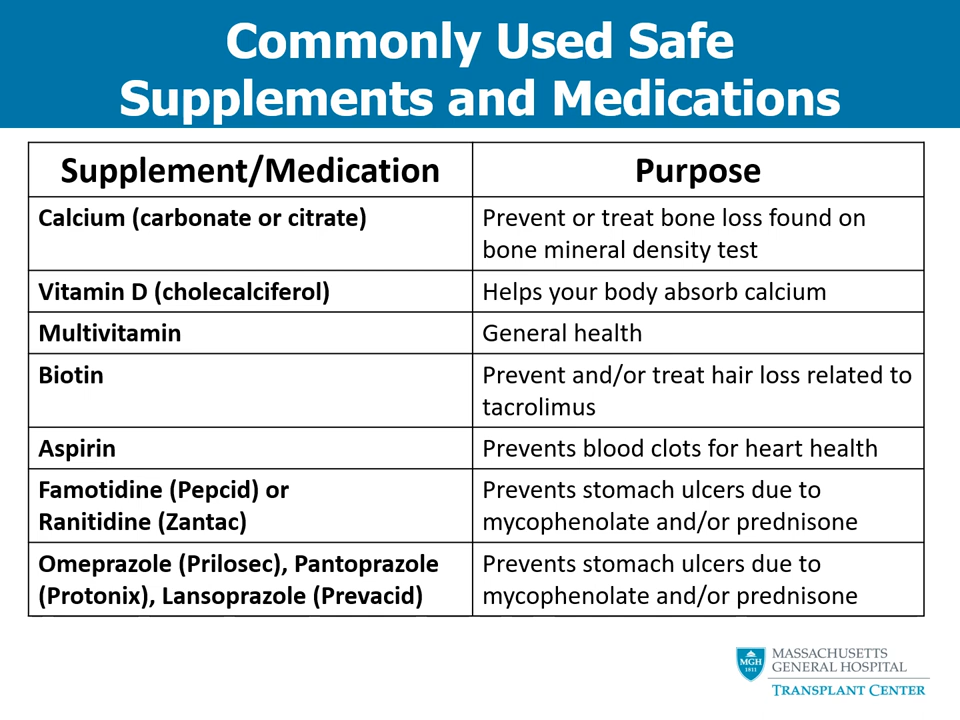 Commonly Used Safe
Supplements and Medications
Supplement/Medication
Purpose
Calcium (carbonate or citrate)
Prevent or treat bone loss found on
bone mineral density test
Vitamin D (cholecalciferol)
Helps your body absorb calcium
Multivitamin
General health
Biotin
Prevent and/or treat hair loss related to
tacrolimus
Aspirin
Prevents blood clots for heart health
Famotidine (Pepcid) or
Ranitidine (Zantac)
Prevents stomach ulcers due to
mycophenolate and/or prednisone
Omeprazole (Prilosec), Pantoprazole
(Protonix), Lansoprazole (Prevacid)
Prevents stomach ulcers due to
mycophenolate and/or prednisone
MGH
1811
MASSACHUSETTS
GENERAL HOSPITAL
TRANSPLANT CENTER